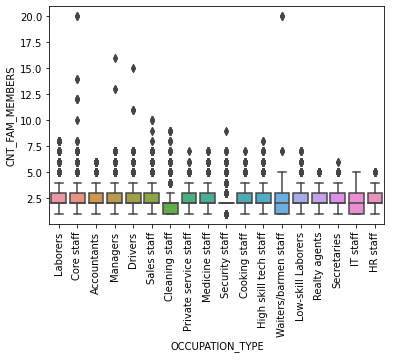 20.0
17.5
15.0
12.5
10.0
7.5
5.0
2.5
CNT_FAM_MEMBERS
Laborers
Core staff
Accountants
Managers
Drivers
Sales staff
Cleaning staff
Private service staff
Medicine staff
Security staff
Cooking staff
High skill tech staff
Waiters/barmen staff
Low-skill Laborers
Realty agents
Secretaries
IT staff
HR staff
OCCUPATION_TYPE